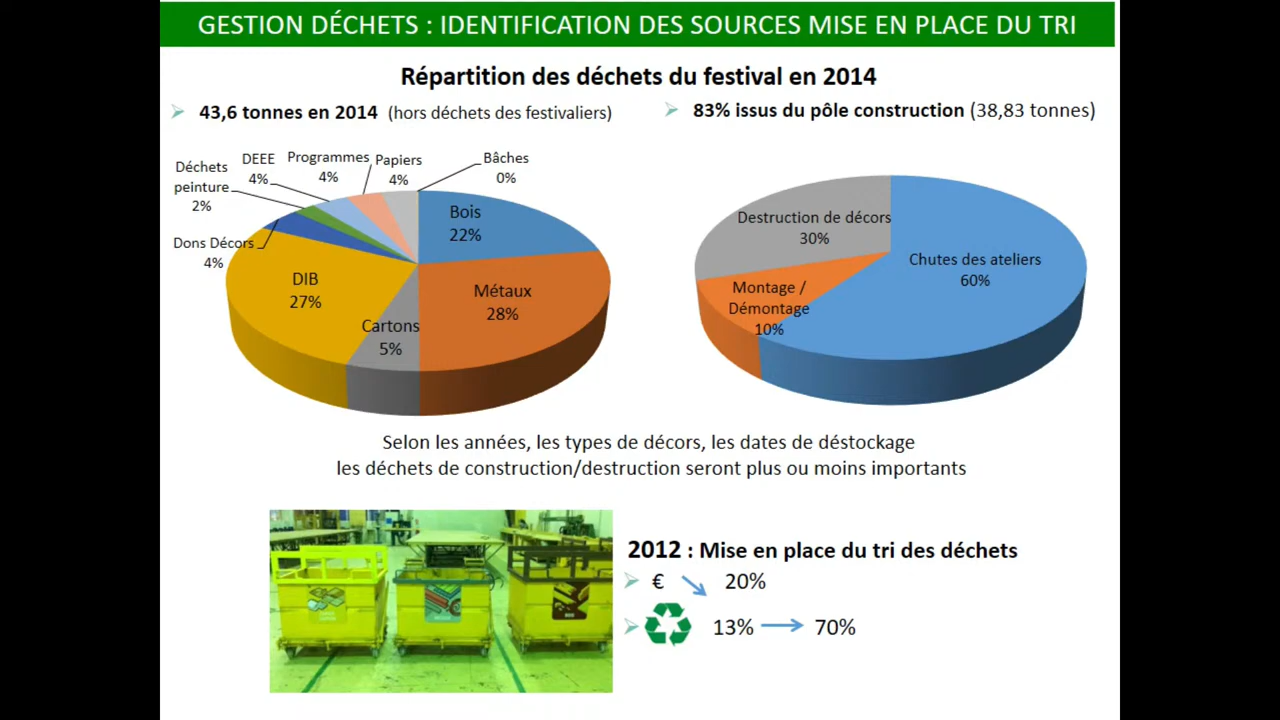 GESTION DÉCHETS : IDENTIFICATION DES SOURCES MISE EN PLACE DU TRI
Répartition des déchets du festival en 2014
43,6 tonnes en 2014 (hors déchets des festivaliers)
83% issus du pôle construction (38,83 tonnes)
Déchets
peinture
2%
DEEE
4%
Programmes
4%
Papiers
4%
Bâches
0%
Bois
22%
Dons Décors
4%
DIB
27%
Métaux
28%
Cartons
5%
Destruction de décors
30%
Chutes des ateliers
60%
Montage /
Démontage
10%
Selon les années, les types de décors, les dates de déstockage
les déchets de construction/destruction seront plus ou moins importants
2012 : Mise en place du tri des déchets
€ 20%
13% 70%